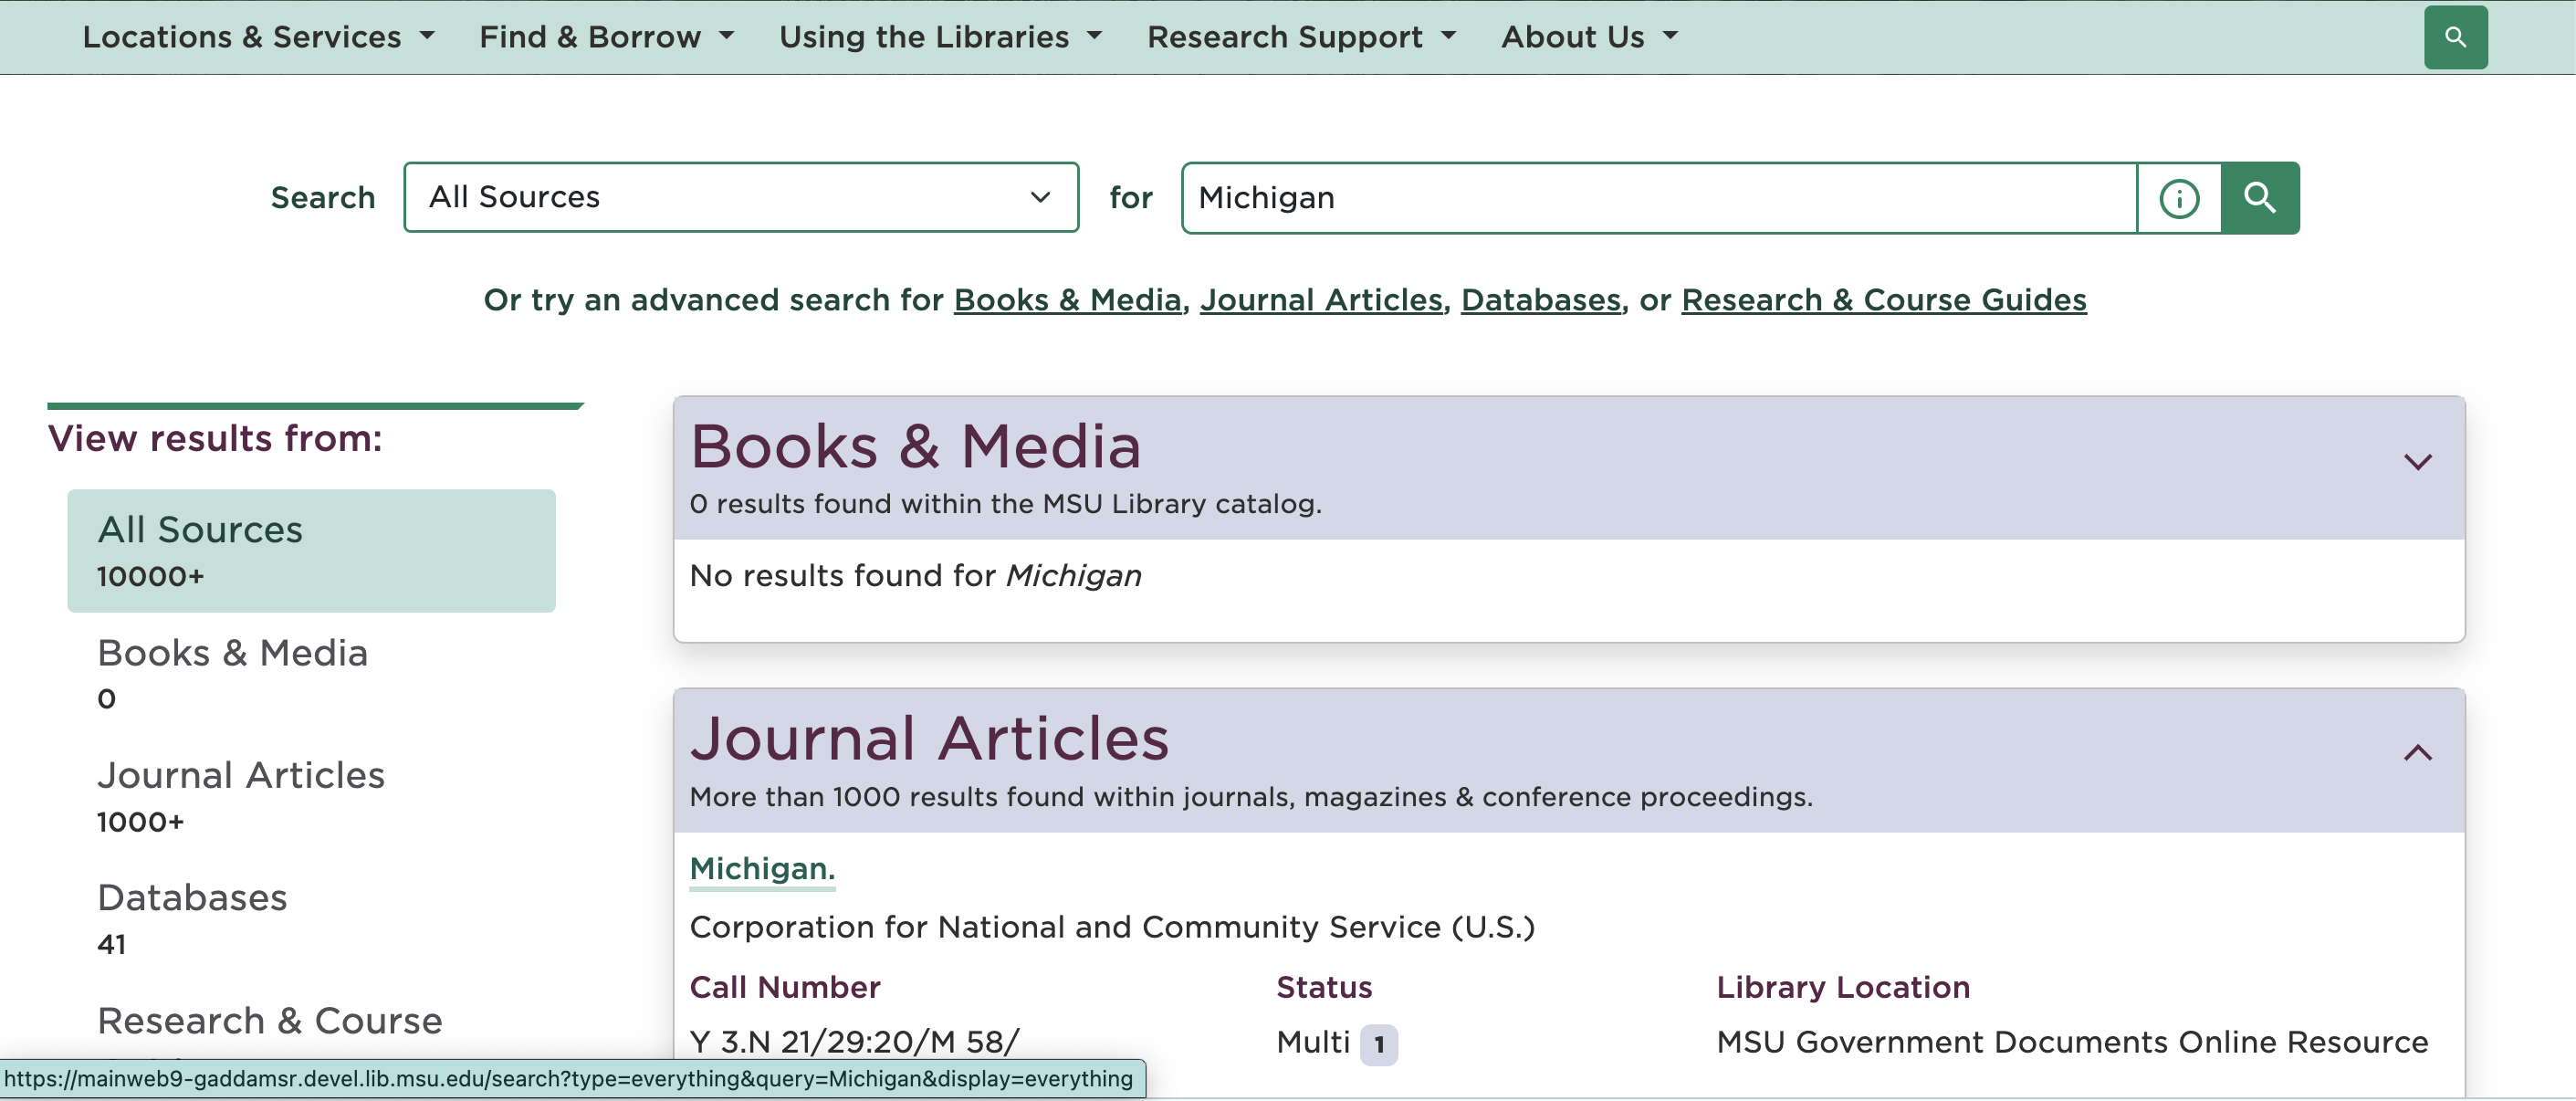 Locations & Services Find & Borrow Using the Libraries Research Support About Us
Search All Sources for Michigan
Or try an advanced search for Books & Media, Journal Articles, Databases, or Research & Course Guides
View results from:
All Sources
10000+
Books & Media
0
Journal Articles
1000+
Databases
41
Research & Course
Books & Media
0 results found within the MSU Library catalog.
No results found for Michigan
Journal Articles
More than 1000 results found within journals, magazines & conference proceedings.
Michigan.
Corporation for National and Community Service (U.S.)
Call Number Status Library Location
Y 3.N 21/29:20/M 58/ Multi 1 MSU Government Documents Online Resource
https://mainweb9-gaddamsr.devel.lib.msu.edu/search?type=everything&query=Michigan&display=everything